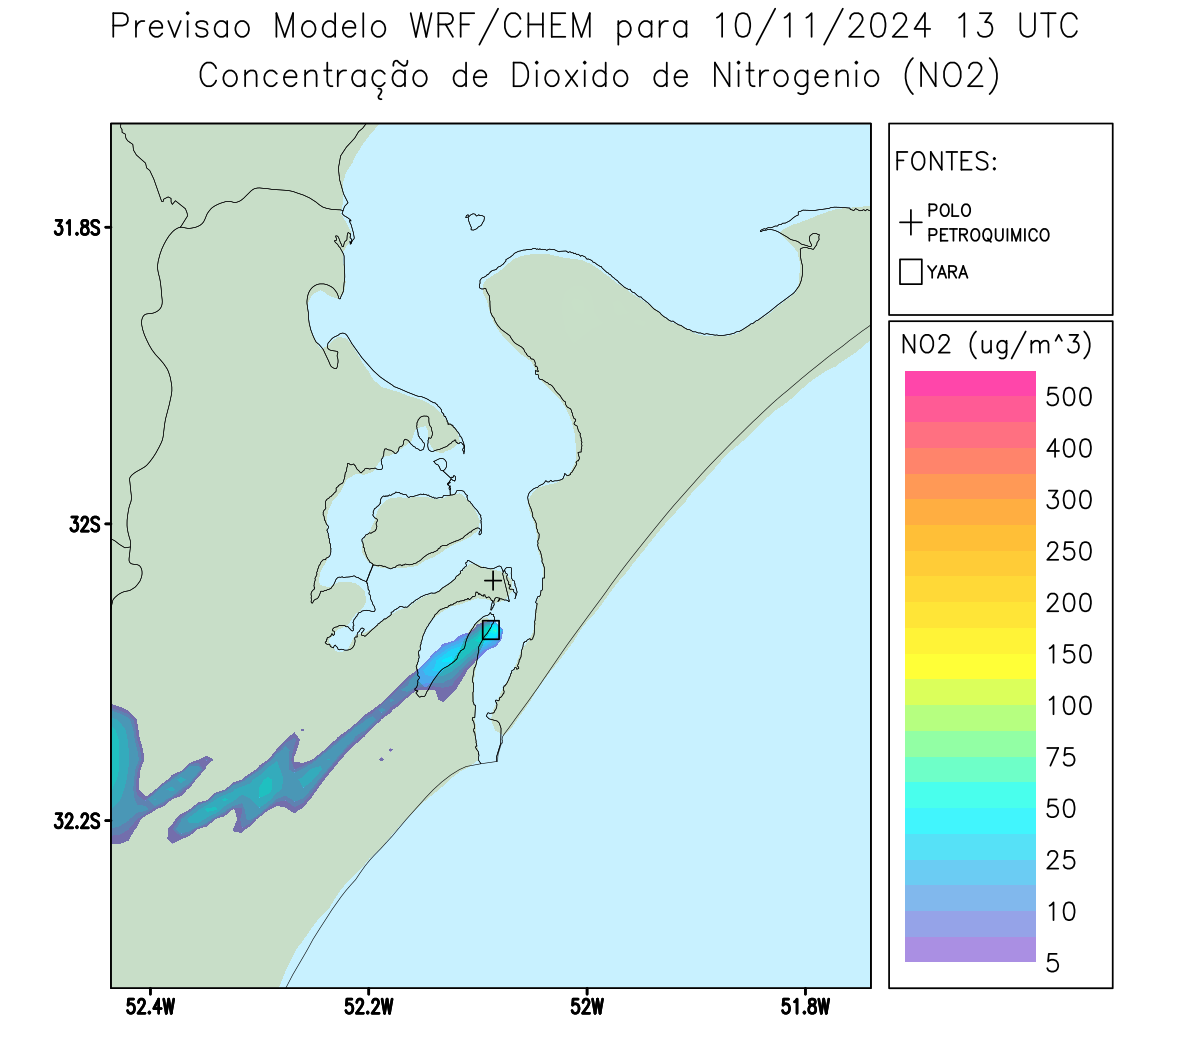 Previsao Modelo WRF/CHEM para 10/11/2024 13 UTC
Concentração de Dioxido de Nitrogenio (NO2)
FONTES:
POLO
PETROQUIMICO
YARA
NO2 (ug/m^3)
500
400
300
250
200
150
100
75
50
25
10
5
31.8S
32S
32.2S
52.4W
52.2W
52W
51.8W